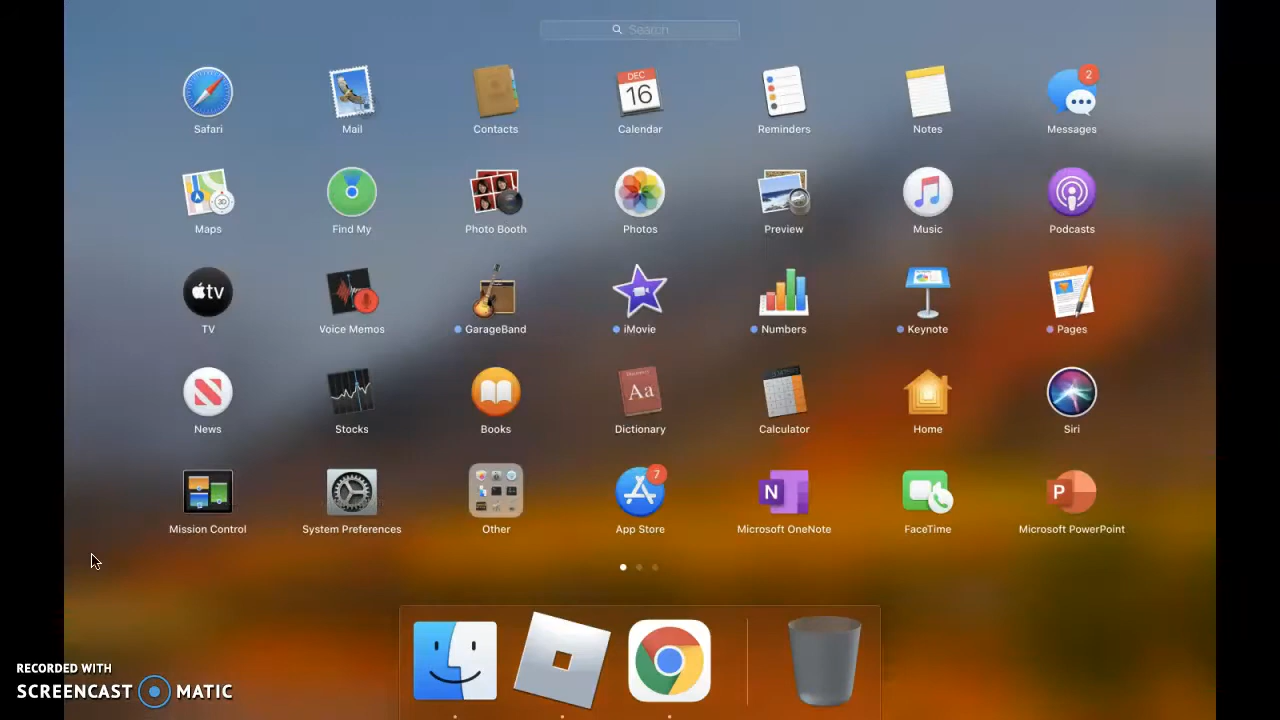 Search
DEC
16
2
Safari
Mail
Contacts
Calendar
Reminders
Notes
Messages
3D
Maps
Find My
Photo Booth
Photos
Preview
Music
Podcasts
tv
PAGES
TV
Voice Memos
GarageBand
iMovie
Numbers
Keynote
Pages
Aa
News
Stocks
Books
Dictionary
Calculator
Home
Siri
7
N
P
Mission Control
System Preferences
Other
App Store
Microsoft OneNote
FaceTime
Microsoft PowerPoint
RECORDED WITH
SCREENCAST MATIC